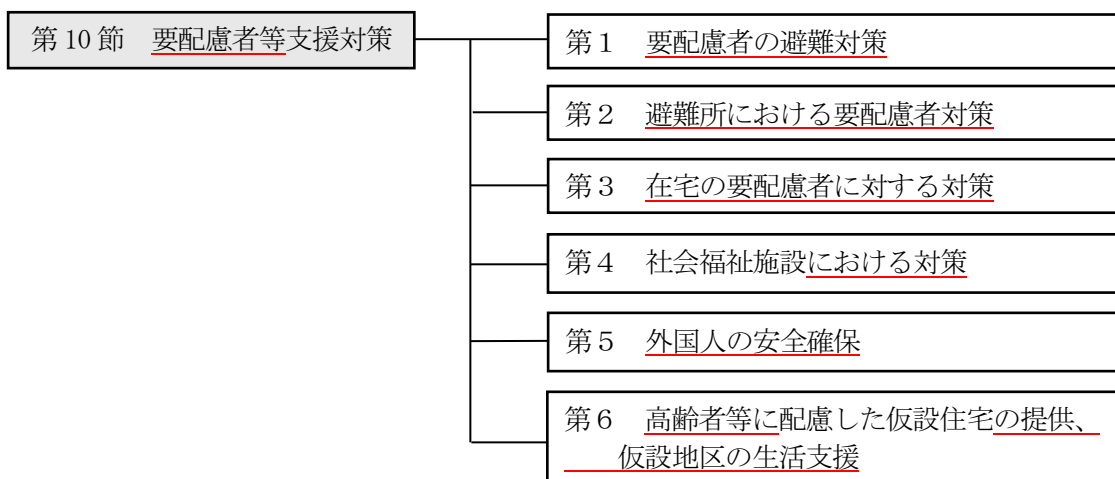 第10節　要配慮者等支援対策
第1　要配慮者の避難対策
第2　避難所における要配慮者対策
第3　在宅の要配慮者に対する対策
第4　社会福祉施設における対策
第5　外国人の安全確保
第6　高齢者等に配慮した仮設住宅の提供、
仮設地区の生活支援